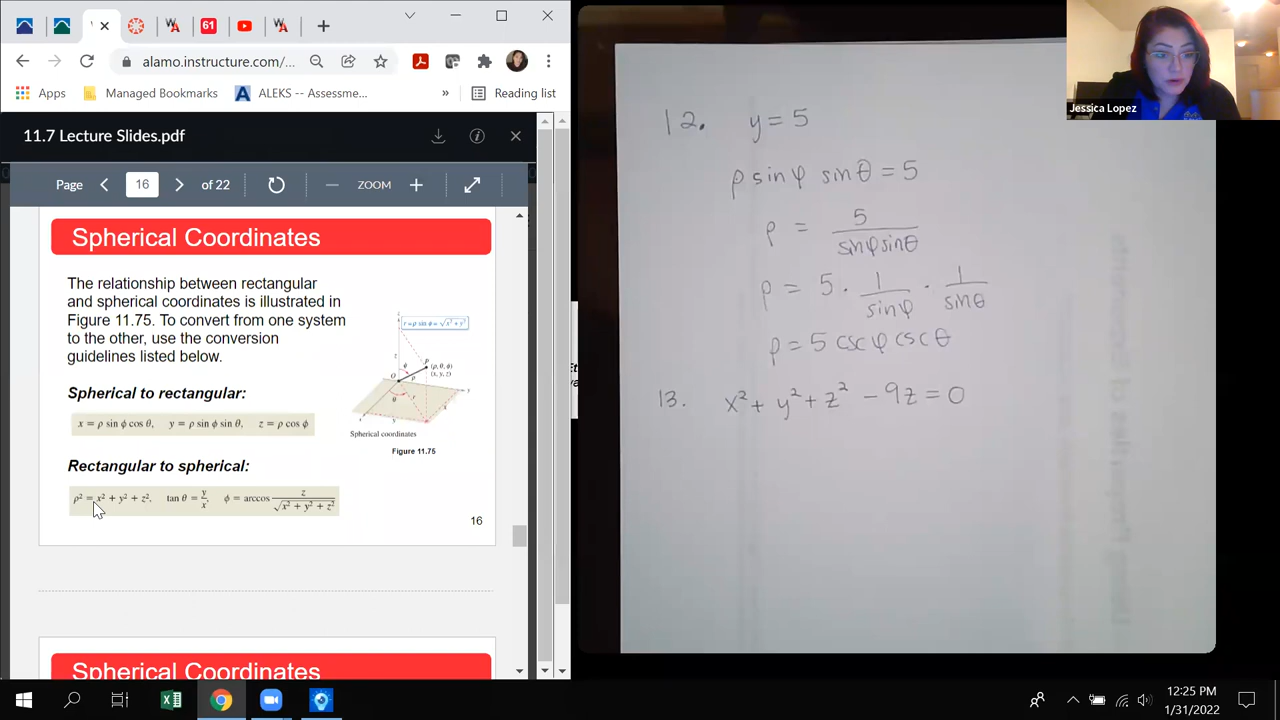 61
alamo.instructure.com/...
Apps
Managed Bookmarks
ALEKS -- Assessme...
»
Reading list
11.7 Lecture Slides.pdf
Page
16
of 22
ZOOM
Spherical Coordinates
The relationship between rectangular
and spherical coordinates is illustrated in
Figure 11.75. To convert from one system
to the other, use the conversion
guidelines listed below.
Spherical to rectangular:
x = ρ sin ϕ cos θ, y = ρ sin ϕ sin θ, z = ρ cos ϕ
Rectangular to spherical:
ρ² = x² + y² + z², tan θ = y/x, ϕ = arccos z/√(x² + y² + z²)
r = ρ sin ϕ = √(x² + y²)
z
P
(ρ, θ, ϕ)
(x, y, z)
O
ϕ
ρ
θ
r
y
x
Spherical coordinates
Figure 11.75
16
Spherical Coordinates
12. y = 5
ρ sin φ sin θ = 5
ρ = 5/(sin φ sin θ)
ρ = 5 · 1/sin φ · 1/sin θ
ρ = 5 csc φ csc θ
13. x² + y² + z² − 9z = 0
Jessica Lopez
12:25 PM
1/31/2022